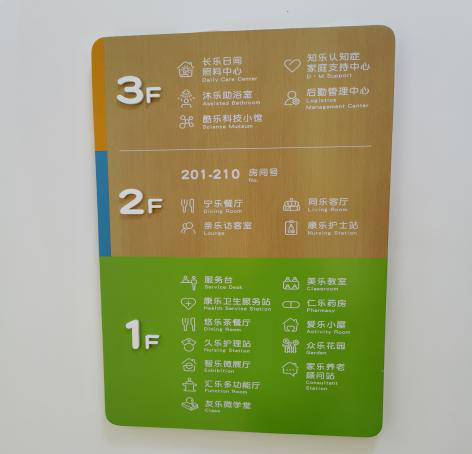 3F
长乐日间
照料中心
Daily Care Center
沐乐助浴室
Assisted Bathroom
酷乐科技小馆
Science Museum
知乐认知症
家庭支持中心
D·M Support
后勤管理中心
Logistics
Management Center
2F
201-210 房间号
No.
宁乐餐厅
Dining Room
亲乐访客室
Lounge
同乐客厅
Living Room
康乐护士站
Nursing Station
1F
服务台
Service Desk
康乐卫生服务站
Health Service Station
悠乐茶餐厅
Dining Room
久乐护理站
Nursing Station
智乐微展厅
Exhibition
汇乐多功能厅
Function Room
友乐微学堂
Class
美乐教室
Classroom
仁乐药房
Pharmacy
爱乐小屋
Activity Room
众乐花园
Garden
家乐养老
顾问站
Consultant
Station